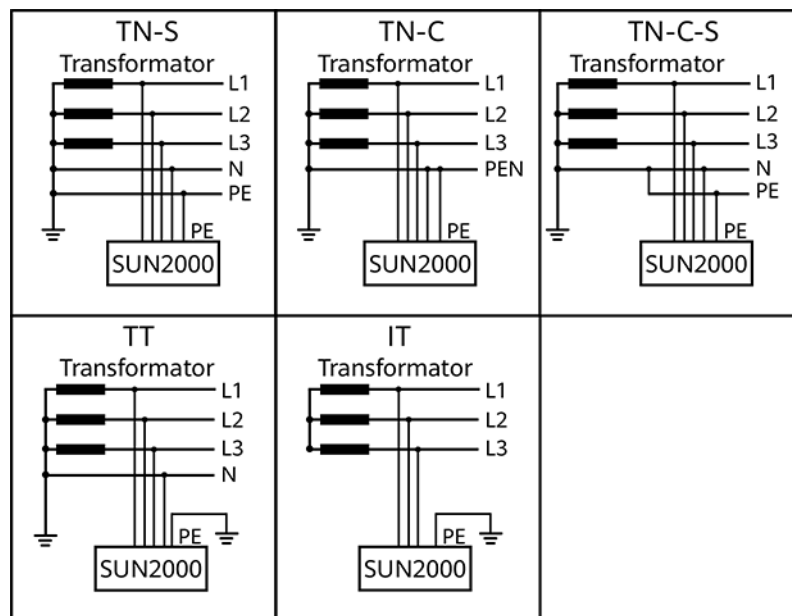 TN-S
Transformator
L1
L2
L3
N
PE
PE
SUN2000
TN-C
Transformator
L1
L2
L3
PEN
PE
SUN2000
TN-C-S
Transformator
L1
L2
L3
N
PE
PE
SUN2000
TT
Transformator
L1
L2
L3
N
PE
SUN2000
IT
Transformator
L1
L2
L3
PE
SUN2000